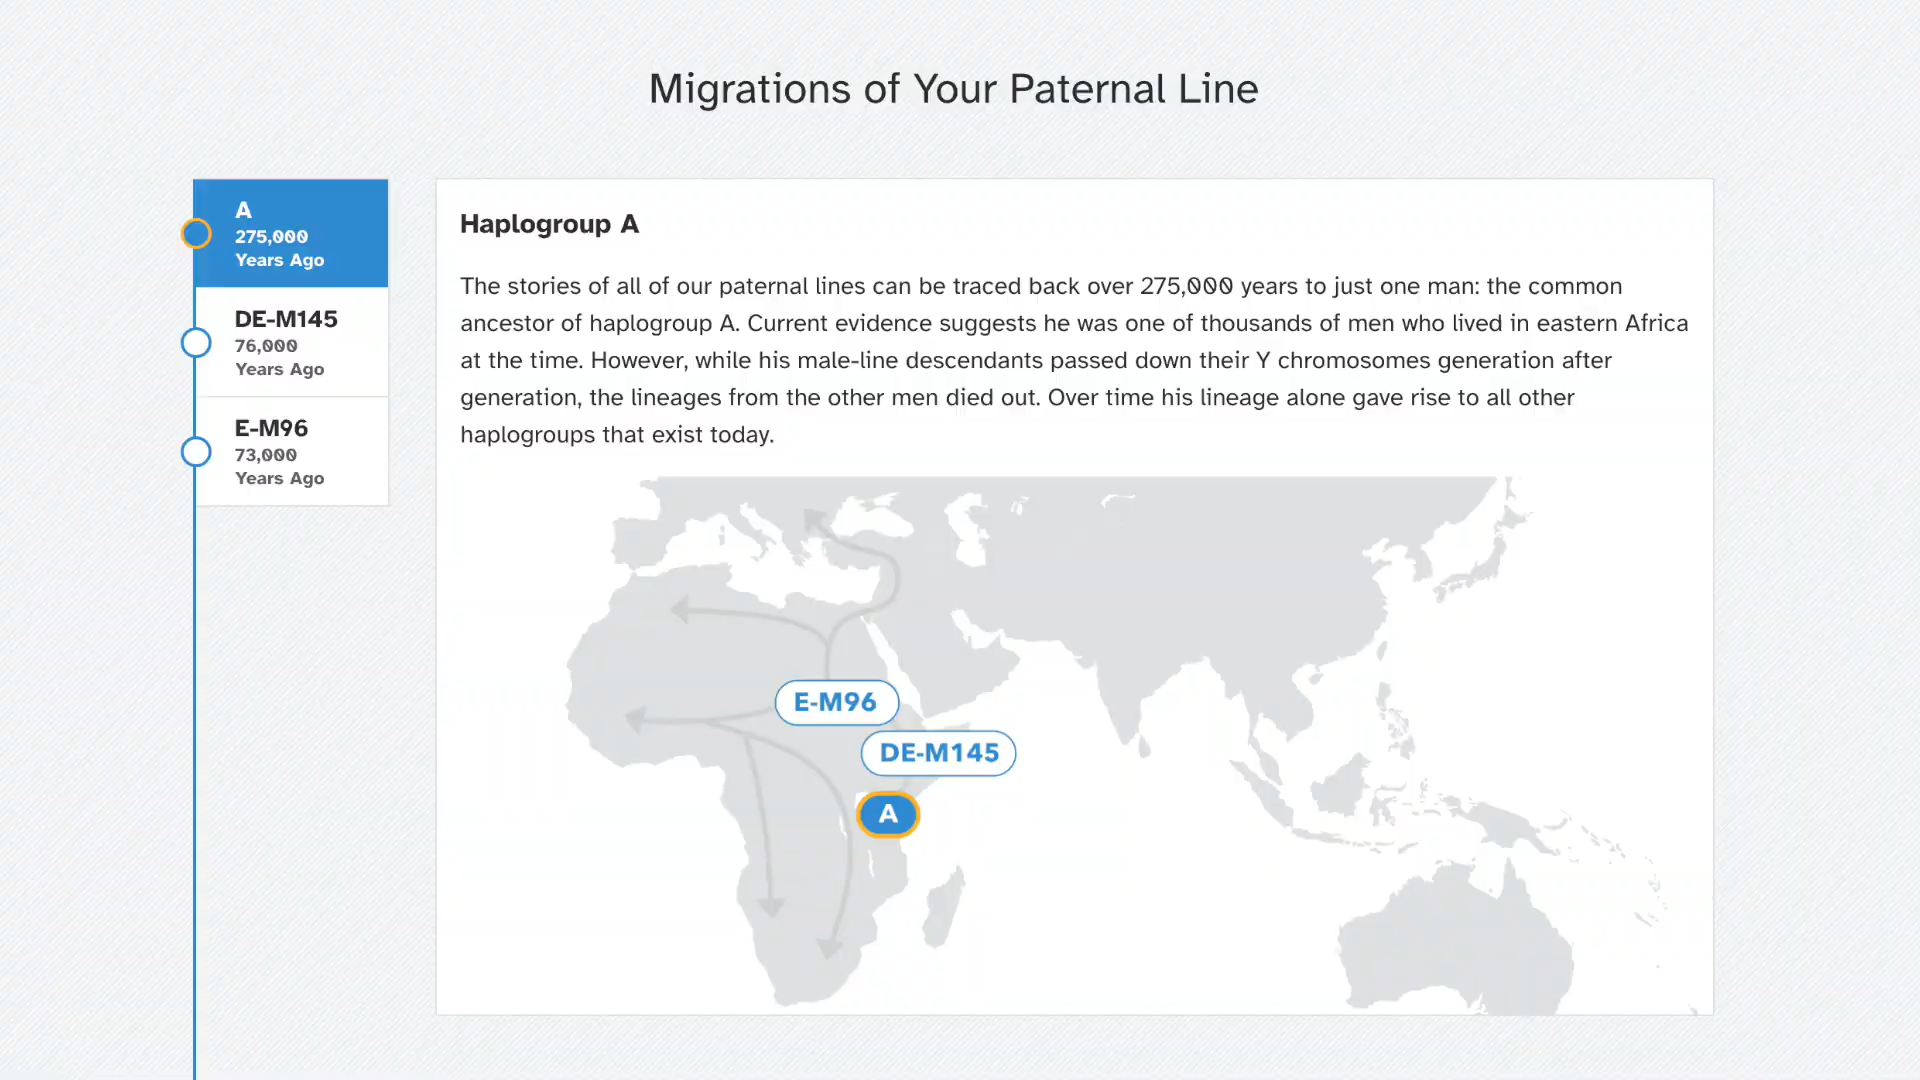 Migrations of Your Paternal Line
A
275,000
Years Ago
DE-M145
76,000
Years Ago
E-M96
73,000
Years Ago
Haplogroup A
The stories of all of our paternal lines can be traced back over 275,000 years to just one man: the common
ancestor of haplogroup A. Current evidence suggests he was one of thousands of men who lived in eastern Africa
at the time. However, while his male-line descendants passed down their Y chromosomes generation after
generation, the lineages from the other men died out. Over time his lineage alone gave rise to all other
haplogroups that exist today.
E-M96
DE-M145
A